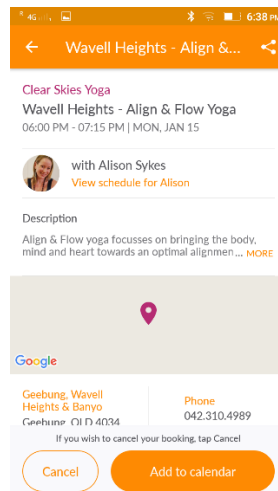 4G
6:38 PM
Wavell Heights - Align &...
Clear Skies Yoga
Wavell Heights - Align & Flow Yoga
06:00 PM - 07:15 PM | MON, JAN 15
with Alison Sykes
View schedule for Alison
Description
Align & Flow yoga focusses on bringing the body,
mind and heart towards an optimal alignmen... MORE
Google
Geebung, Wavell
Heights & Banyo
Geebung, QLD 4034
Phone
042.310.4989
If you wish to cancel your booking, tap Cancel
Cancel
Add to calendar